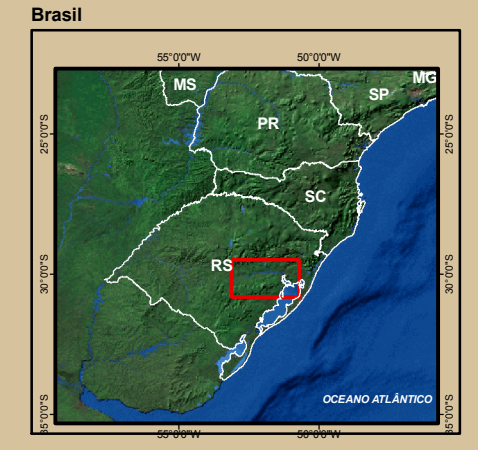 Brasil
55°0'0"W 50°0'0"W
MG
MS
SP
PR
25°0'0"S 25°0'0"S
SC
RS
30°0'0"S 30°0'0"S
OCEANO ATLÂNTICO
35°0'0"S 35°0'0"S
55°0'0"W 50°0'0"W